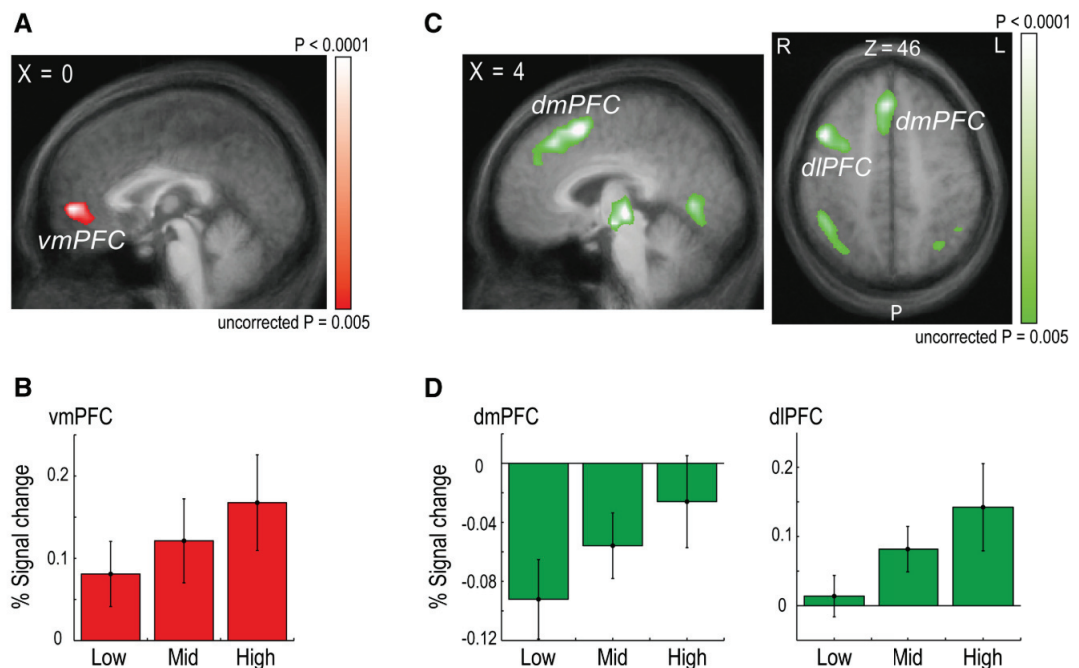 A
P < 0.0001
X = 0
vmPFC
uncorrected P = 0.005
C
P < 0.0001
X = 4
dmPFC
R
Z = 46
L
dmPFC
dlPFC
P
uncorrected P = 0.005
B
vmPFC
% Signal change
0.2
0.1
0
Low
Mid
High
D
dmPFC
% Signal change
0
-0.04
-0.08
-0.12
Low
Mid
High
dlPFC
0.2
0.1
0
Low
Mid
High